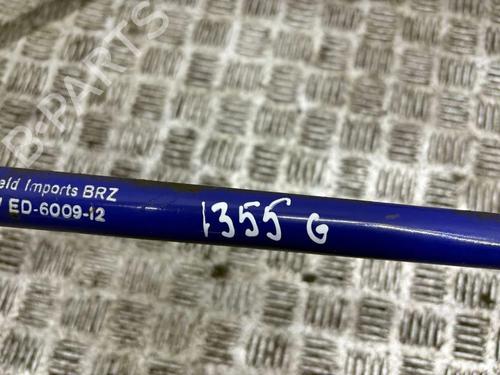 B-PARTS
eld Imports BRZ
ED-6009-12
1355 G